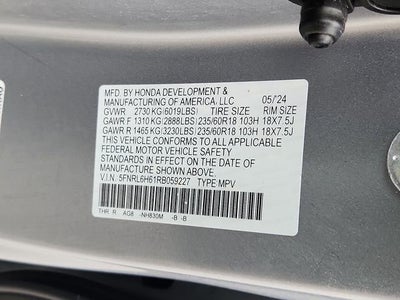 MFD. BY HONDA DEVELOPMENT &
MANUFACTURING OF AMERICA, LLC 05/'24
GVWR 2730 KG(6019LBS) TIRE SIZE RIM SIZE
GAWR F 1310 KG(2888LBS) 235/60R18 103H 18X7.5J
GAWR R 1465 KG(3230LBS) 235/60R18 103H 18X7.5J
THIS VEHICLE CONFORMS TO ALL APPLICABLE
FEDERAL MOTOR VEHICLE SAFETY
STANDARDS IN EFFECT ON THE DATE OF
MANUFACTURE SHOWN ABOVE.
V.I.N. 5FNRL6H61RB059227 TYPE MPV
THR R AG8 -NH830M -B -B